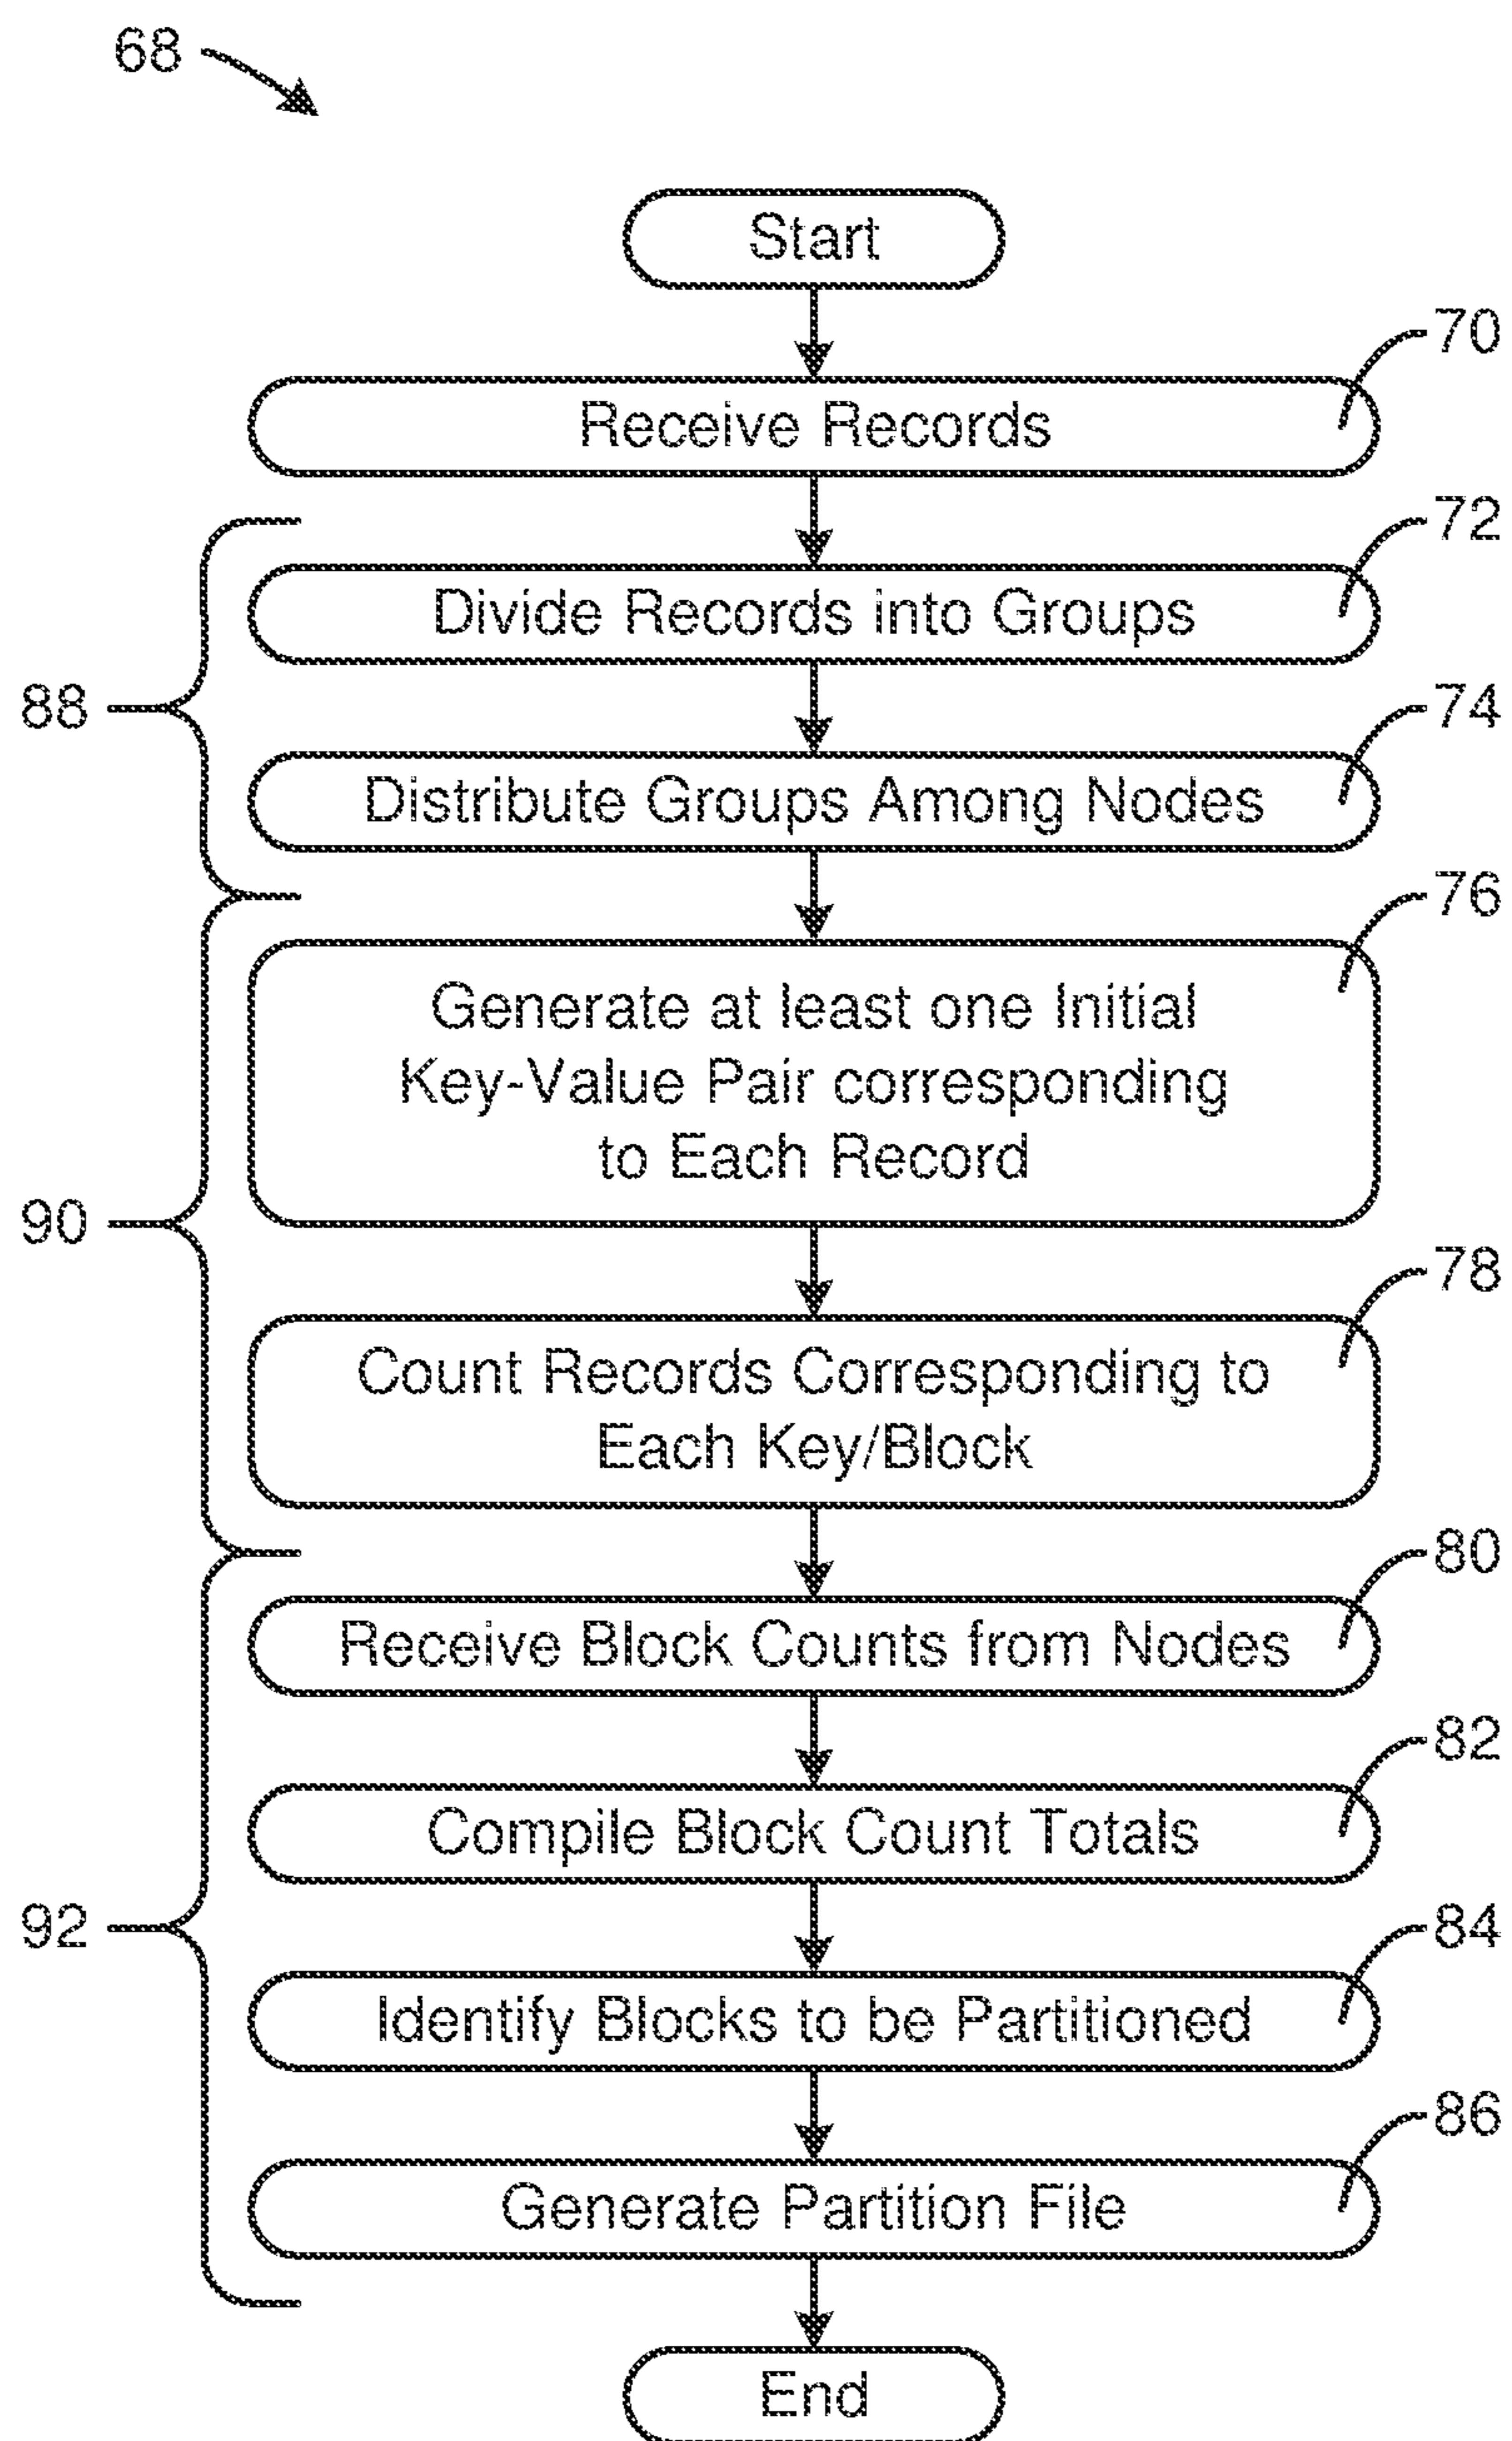 68
Start
70
Receive Records
72
Divide Records into Groups
88
74
Distribute Groups Among Nodes
76
Generate at least one Initial
Key-Value Pair corresponding
to Each Record
90
78
Count Records Corresponding to
Each Key/Block
80
Receive Block Counts from Nodes
82
Compile Block Count Totals
92
84
Identify Blocks to be Partitioned
86
Generate Partition File
End